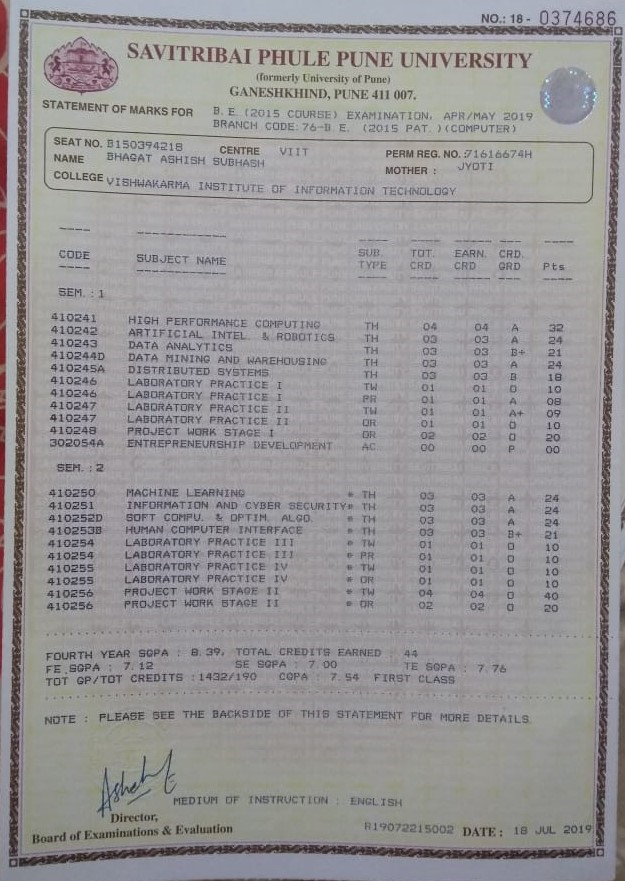 NO.: 18 - 0374686
SAVITRIBAI PHULE PUNE UNIVERSITY
(formerly University of Pune)
GANESHKHIND, PUNE 411 007.
STATEMENT OF MARKS FOR B.E.(2015 COURSE) EXAMINATION, APR/MAY 2019
BRANCH CODE:76-B.E. (2015 PAT.)(COMPUTER)
SEAT NO. B150394218 CENTRE VIIT PERM REG. NO.:71616674H
NAME BHAGAT ASHISH SUBHASH MOTHER : JYOTI
COLLEGE VISHWAKARMA INSTITUTE OF INFORMATION TECHNOLOGY
CODE SUBJECT NAME SUB. TYPE TOT. CRD. EARN. CRD CRD. GRD Pts
SEM. :1
410241 HIGH PERFORMANCE COMPUTING TH 04 04 A 32
410242 ARTIFICIAL INTEL. & ROBOTICS TH 03 03 A 24
410243 DATA ANALYTICS TH 03 03 B+ 21
410244D DATA MINING AND WAREHOUSING TH 03 03 A 24
410245A DISTRIBUTED SYSTEMS TH 03 03 B 18
410246 LABORATORY PRACTICE I TW 01 01 O 10
410246 LABORATORY PRACTICE I PR 01 01 A 08
410247 LABORATORY PRACTICE II TW 01 01 A+ 09
410247 LABORATORY PRACTICE II OR 01 01 O 10
410248 PROJECT WORK STAGE I OR 02 02 O 20
302054A ENTREPRENEURSHIP DEVELOPMENT AC 00 00 P 00
SEM. :2
410250 MACHINE LEARNING * TH 03 03 A 24
410251 INFORMATION AND CYBER SECURITY* TH 03 03 A 24
410252D SOFT COMPU. & OPTIM. ALGO. * TH 03 03 A 24
410253B HUMAN COMPUTER INTERFACE * TH 03 03 B+ 21
410254 LABORATORY PRACTICE III * TW 01 01 O 10
410254 LABORATORY PRACTICE III * PR 01 01 O 10
410255 LABORATORY PRACTICE IV * TW 01 01 O 10
410255 LABORATORY PRACTICE IV * OR 01 01 O 10
410256 PROJECT WORK STAGE II * TW 04 04 O 40
410256 PROJECT WORK STAGE II * OR 02 02 O 20
FOURTH YEAR SGPA : 8.39, TOTAL CREDITS EARNED : 44
FE.SGPA : 7.12 SE SGPA : 7.00 TE SGPA : 7.76
TOT GP/TOT CREDITS :1432/190 CGPA : 7.54 FIRST CLASS
NOTE : PLEASE SEE THE BACKSIDE OF THIS STATEMENT FOR MORE DETAILS.
MEDIUM OF INSTRUCTION : ENGLISH
Director,
Board of Examinations & Evaluation R19072215002 DATE : 18 JUL 2019